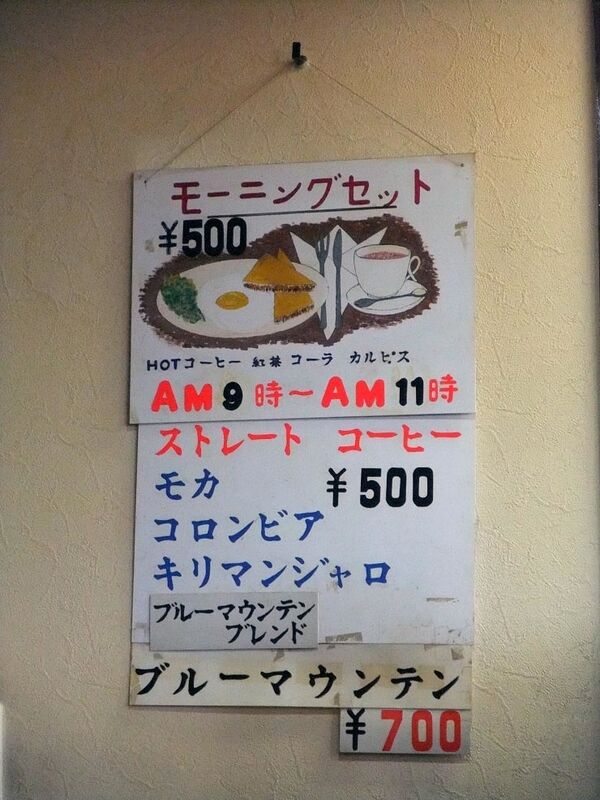 モーニングセット
¥500
HOTコーヒー 紅茶 コーラ カルピス
AM9時～AM11時
ストレート コーヒー
モカ ¥500
コロンビア
キリマンジャロ
ブルーマウンテン
ブレンド
ブルーマウンテン
¥700